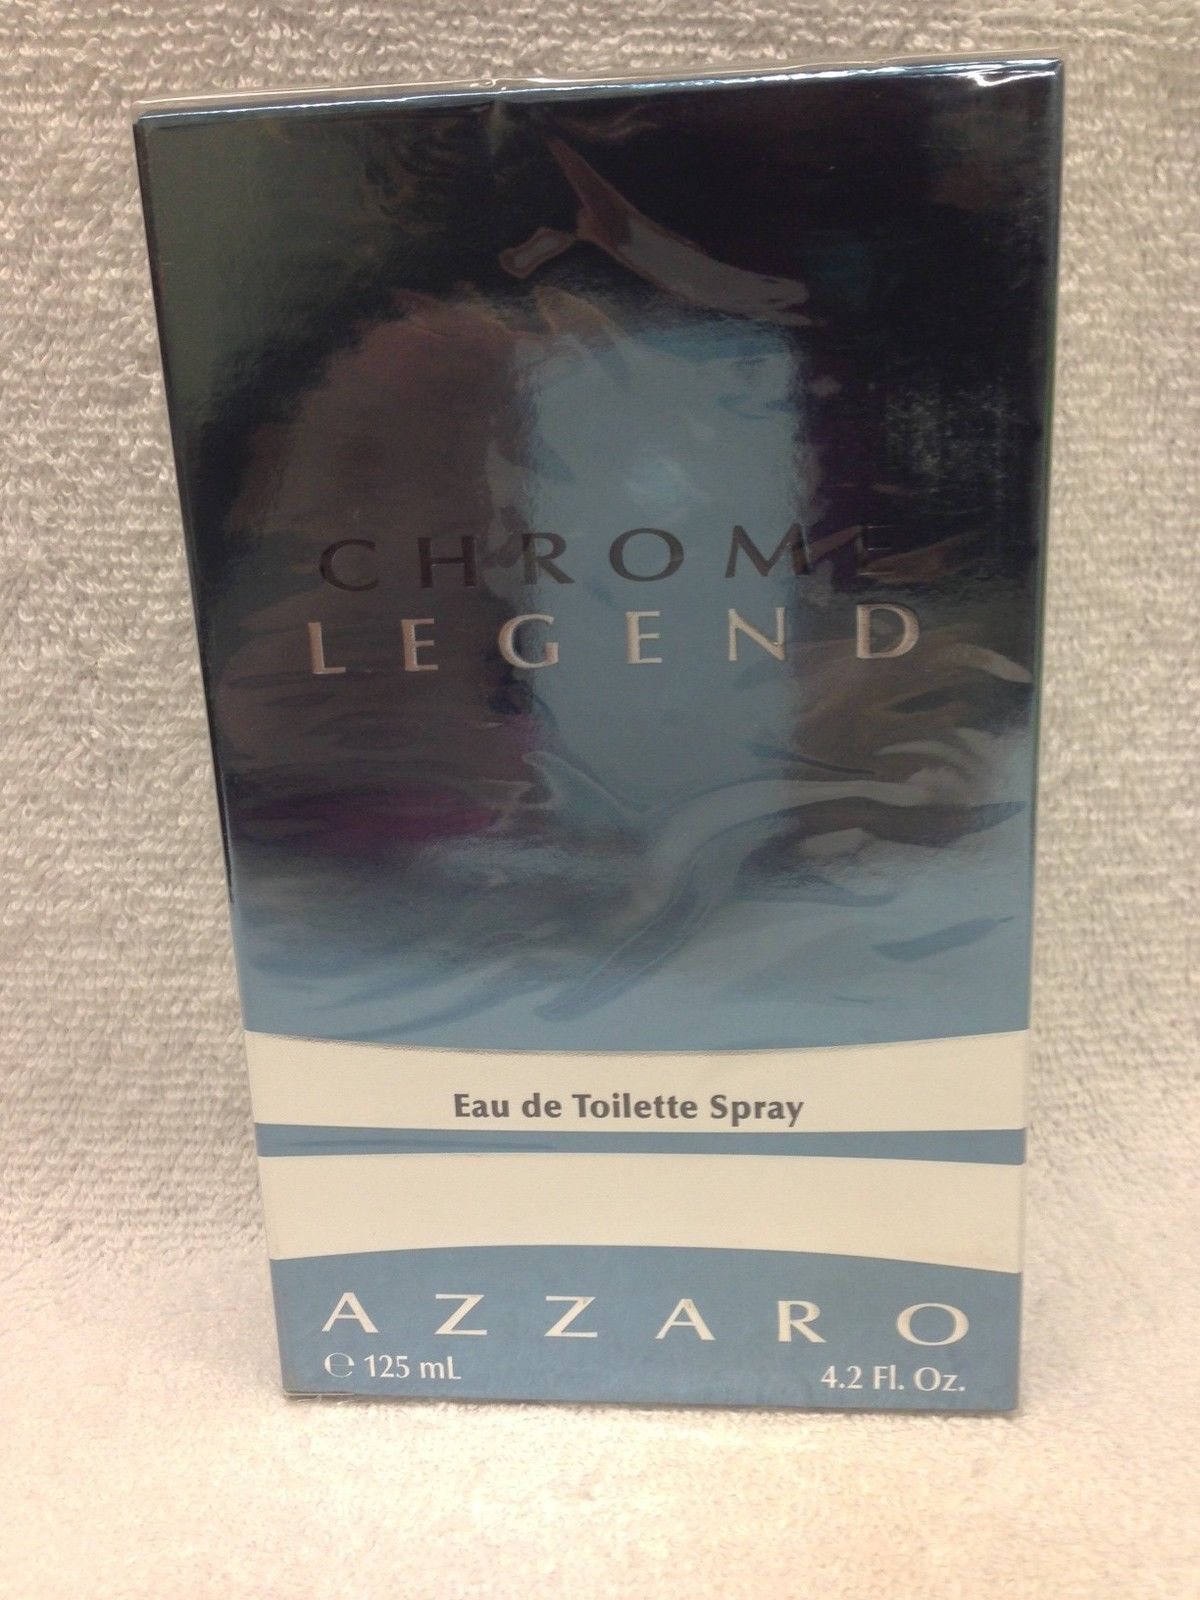 CHROME
LEGEND
Eau de Toilette Spray
AZZARO
℮ 125 mL
4.2 Fl. Oz.